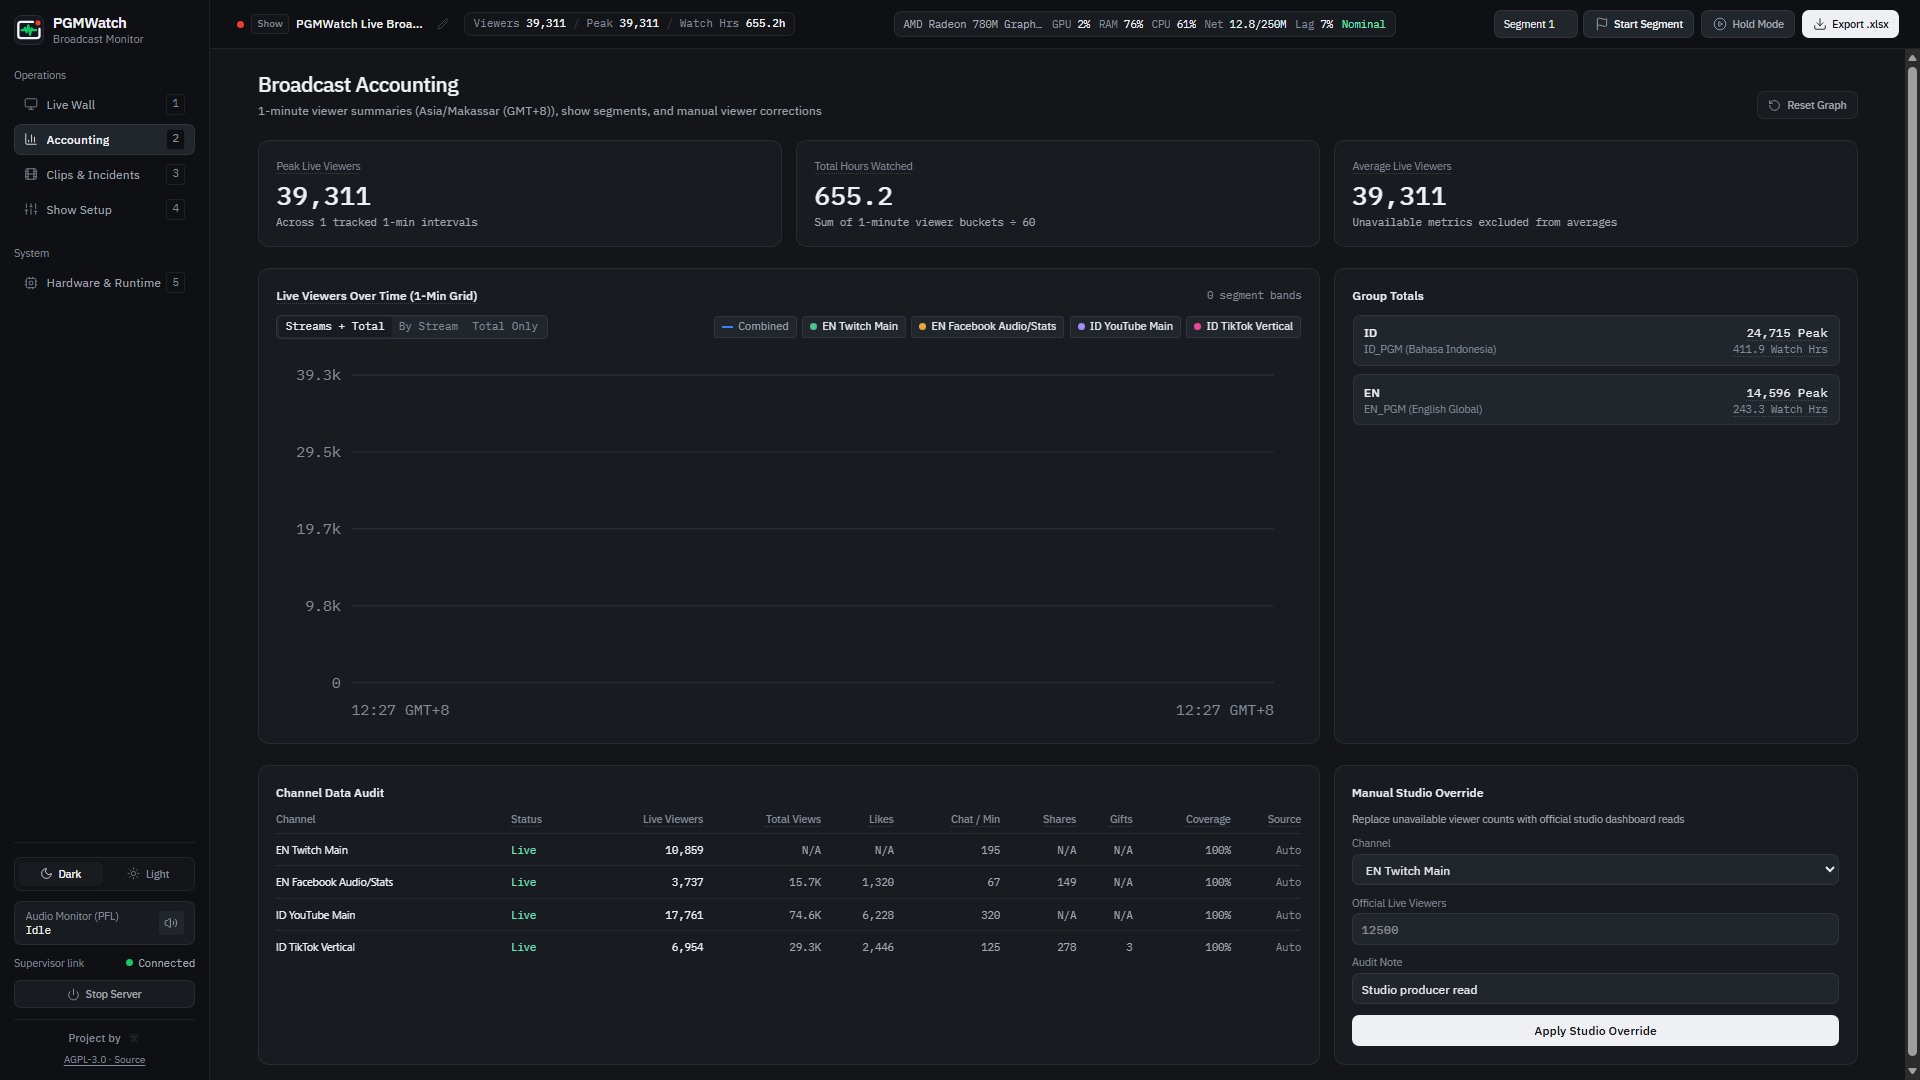 PGMWatch
Broadcast Monitor
Operations
Live Wall 1
Accounting 2
Clips & Incidents 3
Show Setup 4
System
Hardware & Runtime 5
Dark Light
Audio Monitor (PFL)
Idle
Supervisor link Connected
Stop Server
Project by
AGPL-3.0 · Source
Show PGMWatch Live Broa... Viewers 39,311 / Peak 39,311 / Watch Hrs 655.2h
AMD Radeon 780M Graph… GPU 2% RAM 76% CPU 61% Net 12.8/250M Lag 7% Nominal
Segment 1 Start Segment Hold Mode Export .xlsx
Broadcast Accounting
1-minute viewer summaries (Asia/Makassar (GMT+8)), show segments, and manual viewer corrections
Reset Graph
Peak Live Viewers
39,311
Across 1 tracked 1-min intervals
Total Hours Watched
655.2
Sum of 1-minute viewer buckets ÷ 60
Average Live Viewers
39,311
Unavailable metrics excluded from averages
Live Viewers Over Time (1-Min Grid) 0 segment bands
Streams + Total By Stream Total Only
Combined EN Twitch Main EN Facebook Audio/Stats ID YouTube Main ID TikTok Vertical
39.3k
29.5k
19.7k
9.8k
0
12:27 GMT+8 12:27 GMT+8
Group Totals
ID 24,715 Peak
ID_PGM (Bahasa Indonesia) 411.9 Watch Hrs
EN 14,596 Peak
EN_PGM (English Global) 243.3 Watch Hrs
Channel Data Audit
Channel Status Live Viewers Total Views Likes Chat / Min Shares Gifts Coverage Source
EN Twitch Main Live 10,859 N/A N/A 195 N/A N/A 100% Auto
EN Facebook Audio/Stats Live 3,737 15.7K 1,320 67 149 N/A 100% Auto
ID YouTube Main Live 17,761 74.6K 6,228 320 N/A N/A 100% Auto
ID TikTok Vertical Live 6,954 29.3K 2,446 125 278 3 100% Auto
Manual Studio Override
Replace unavailable viewer counts with official studio dashboard reads
Channel
EN Twitch Main
Official Live Viewers
12500
Audit Note
Studio producer read
Apply Studio Override